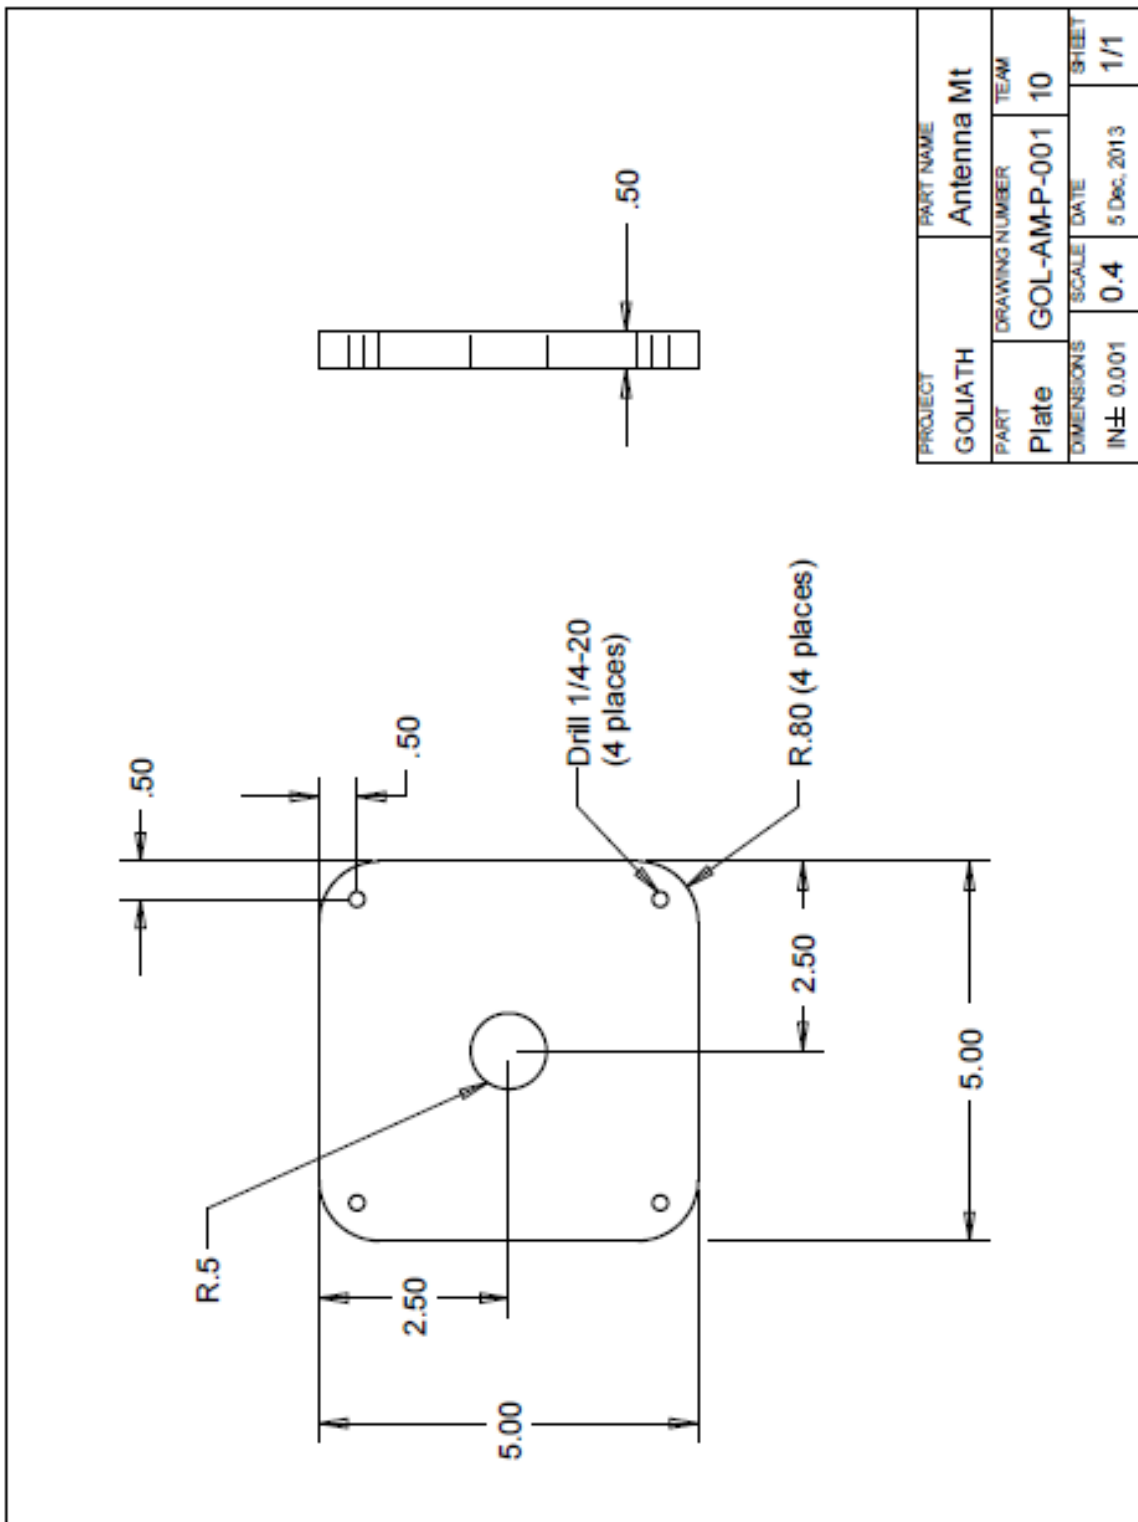 R.5
2.50
5.00
.50
.50
Drill 1/4-20
(4 places)
R.80 (4 places)
2.50
5.00
.50
PROJECT
GOLIATH
PART NAME
Antenna Mt
PART
Plate
DRAWING NUMBER
GOL-AM-P-001
TEAM
10
DIMENSIONS
IN± 0.001
SCALE
0.4
DATE
5 Dec, 2013
SHEET
1/1